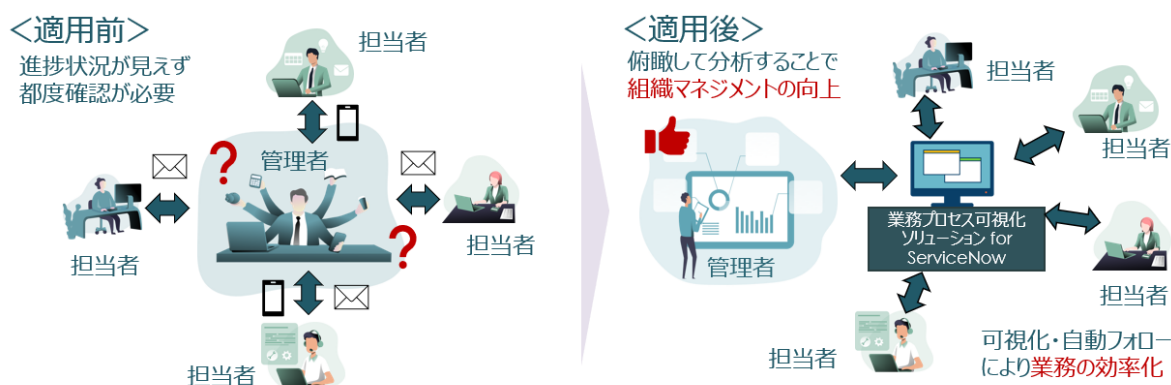 ＜適用前＞
進捗状況が見えず
都度確認が必要
担当者
管理者
?
担当者
担当者
?
担当者
＜適用後＞
俯瞰して分析することで
組織マネジメントの向上
管理者
担当者
担当者
業務プロセス可視化
ソリューション for
ServiceNow
担当者
担当者
可視化・自動フォロー
により業務の効率化